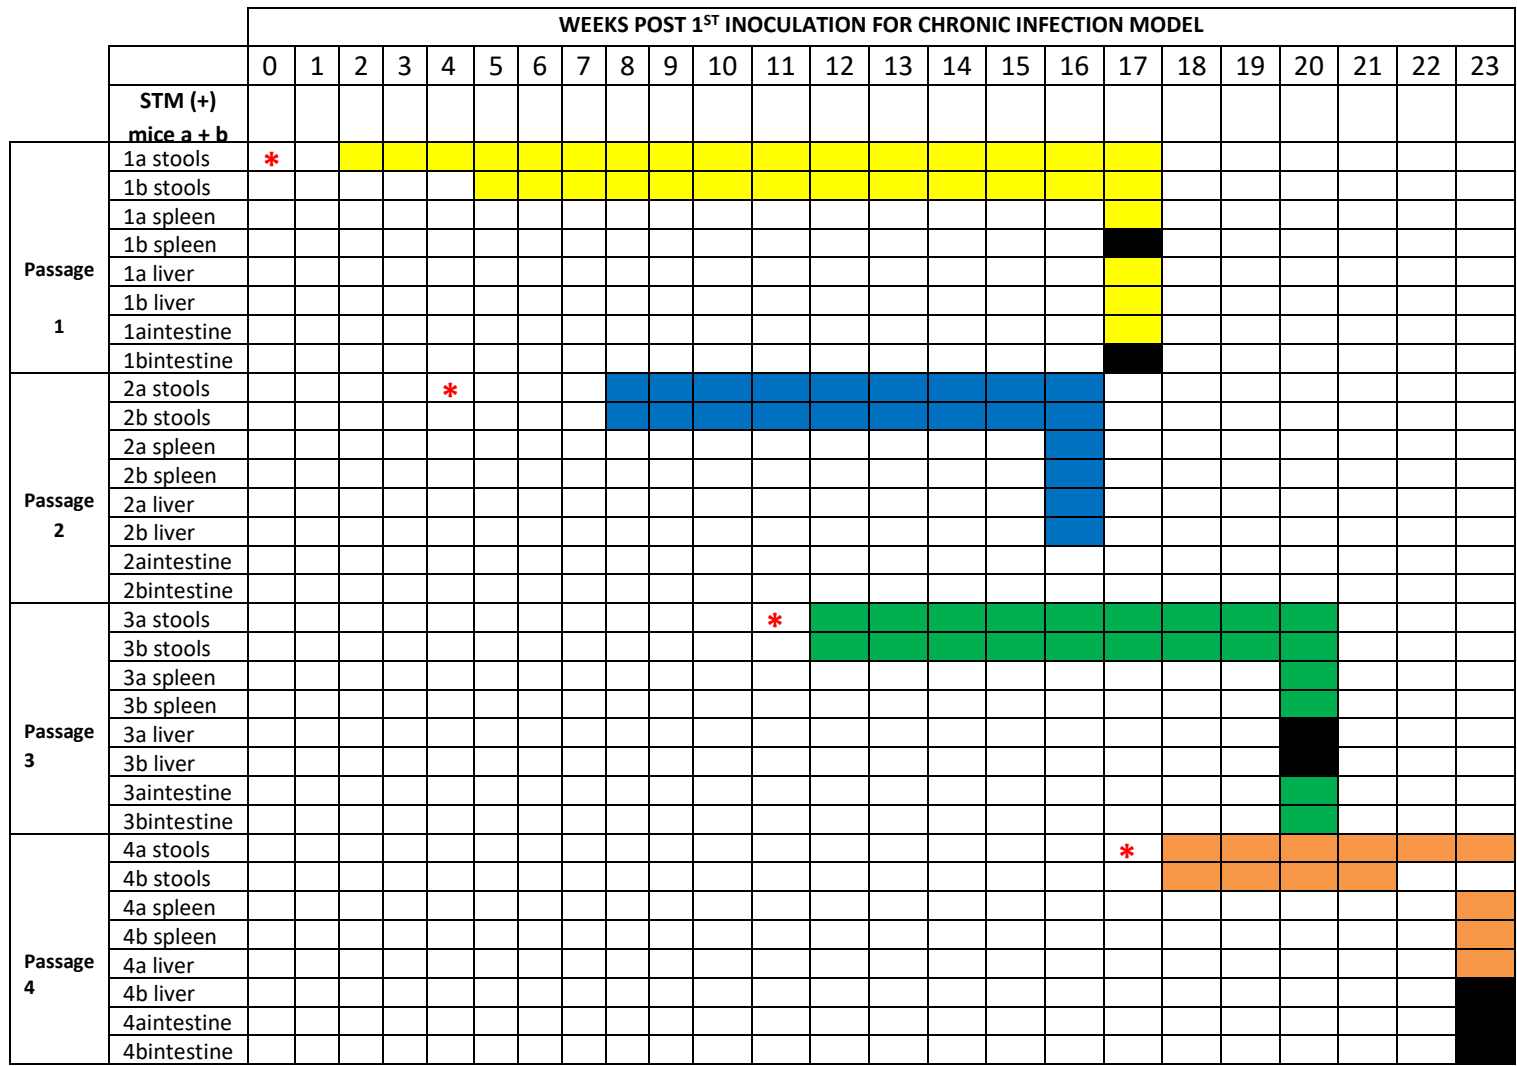 WEEKS POST 1ST INOCULATION FOR CHRONIC INFECTION MODEL
0 1 2 3 4 5 6 7 8 9 10 11 12 13 14 15 16 17 18 19 20 21 22 23
STM (+)
mice a + b
Passage
1
1a stools *
1b stools
1a spleen
1b spleen
1a liver
1b liver
1aintestine
1bintestine
Passage
2
2a stools *
2b stools
2a spleen
2b spleen
2a liver
2b liver
2aintestine
2bintestine
Passage
3
3a stools *
3b stools
3a spleen
3b spleen
3a liver
3b liver
3aintestine
3bintestine
Passage
4
4a stools *
4b stools
4a spleen
4b spleen
4a liver
4b liver
4aintestine
4bintestine